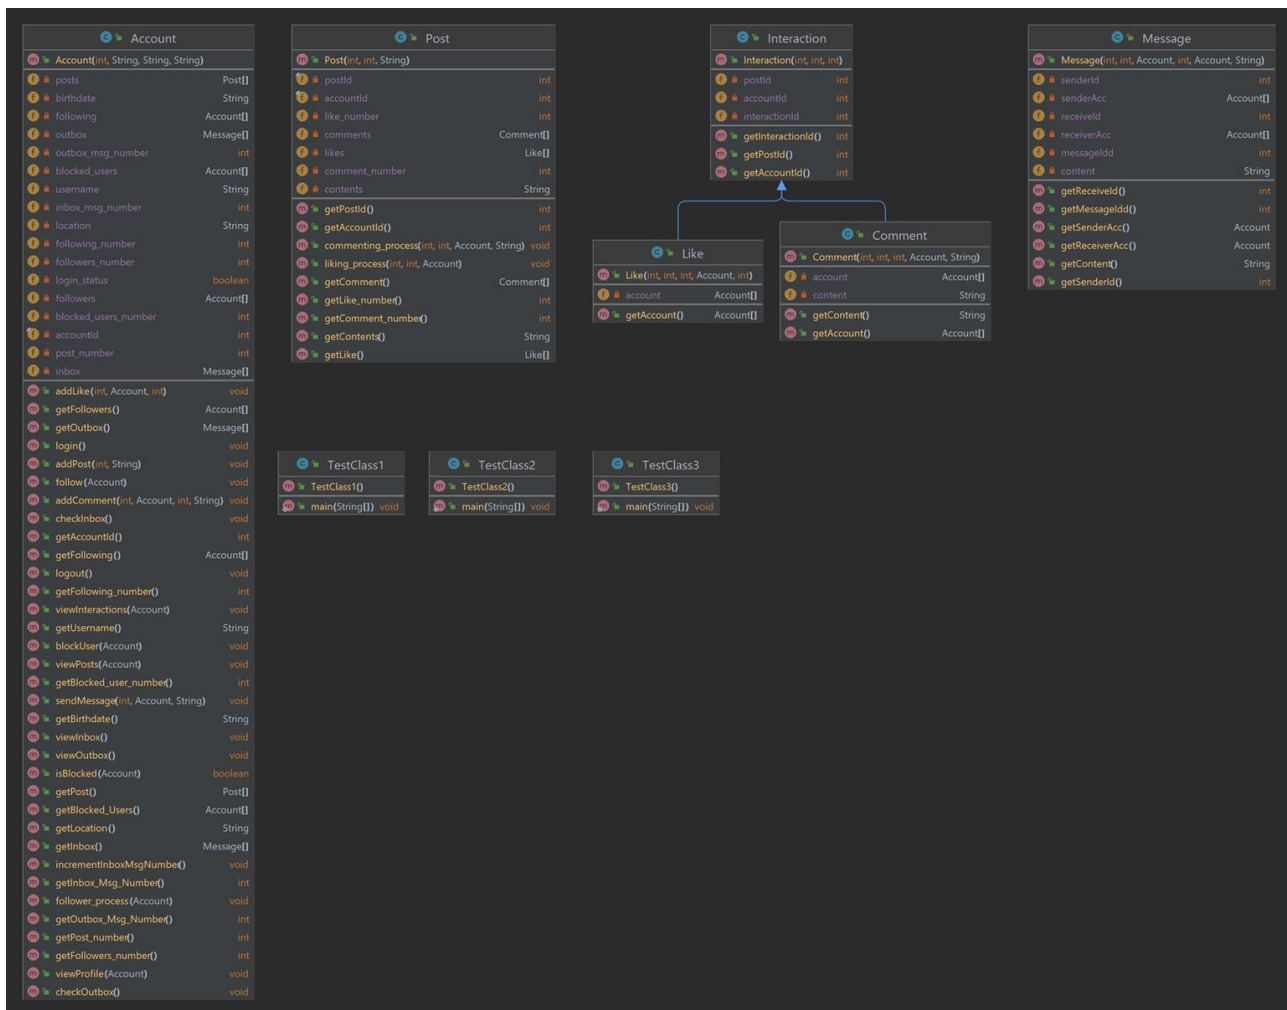 Account
Account(int, String, String, String)
posts Post[]
birthdate String
following Account[]
outbox Message[]
outbox_msg_number int
blocked_users Account[]
username String
inbox_msg_number int
location String
following_number int
followers_number int
login_status boolean
followers Account[]
blocked_users_number int
accountId int
post_number int
inbox Message[]
addLike(int, Account, int) void
getFollowers() Account[]
getOutbox() Message[]
login() void
addPost(int, String) void
follow(Account) void
addComment(int, Account, int, String) void
checkInbox() void
getAccountId() int
getFollowing() Account[]
logout() void
getFollowing_number() int
viewInteractions(Account) void
getUsername() String
blockUser(Account) void
viewPosts(Account) void
getBlocked_user_number() int
sendMessage(int, Account, String) void
getBirthdate() String
viewInbox() void
viewOutbox() void
isBlocked(Account) boolean
getPost() Post[]
getBlocked_Users() Account[]
getLocation() String
getInbox() Message[]
incrementInboxMsgNumber() void
getInbox_Msg_Number() int
follower_process(Account) void
getOutbox_Msg_Number() int
getPost_number() int
getFollowers_number() int
viewProfile(Account) void
checkOutbox() void
Post
Post(int, int, String)
postId int
accountId int
like_number int
comments Comment[]
likes Like[]
comment_number int
contents String
getPostId() int
getAccountId() int
commenting_process(int, int, Account, String) void
liking_process(int, int, Account) void
getComment() Comment[]
getLike_number() int
getComment_number() int
getContents() String
getLike() Like[]
Interaction
Interaction(int, int, int)
postId int
accountId int
interactionId int
getInteractionId() int
getPostId() int
getAccountId() int
Like
Like(int, int, int, Account, int)
account Account[]
getAccount() Account[]
Comment
Comment(int, int, int, Account, String)
account Account[]
content String
getContent() String
getAccount() Account[]
Message
Message(int, int, Account, int, Account, String)
senderId int
senderAcc Account[]
receiveId int
receiverAcc Account[]
messageIdd int
content String
getReceiveId() int
getMessageIdd() int
getSenderAcc() Account
getReceiverAcc() Account
getContent() String
getSenderId() int
TestClass1
TestClass1()
main(String[]) void
TestClass2
TestClass2()
main(String[]) void
TestClass3
TestClass3()
main(String[]) void